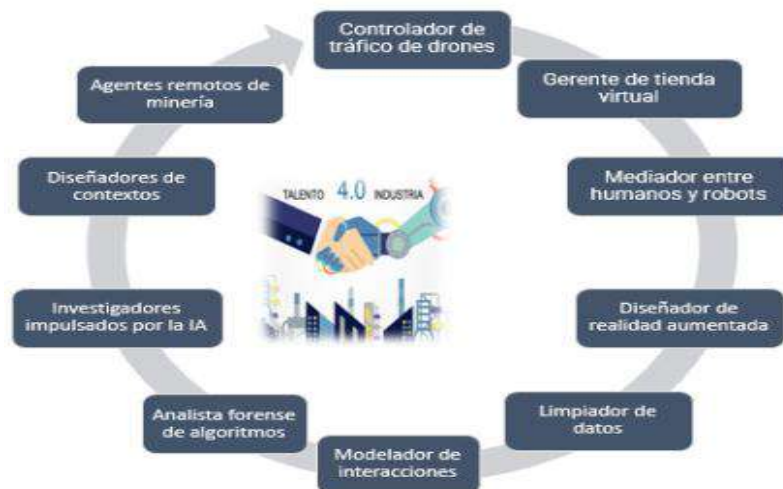 Controlador de
tráfico de drones
Gerente de tienda
virtual
Mediador entre
humanos y robots
Diseñador de
realidad aumentada
Limpiador de
datos
Modelador de
interacciones
Analista forense
de algoritmos
Investigadores
impulsados por la IA
Diseñadores de
contextos
Agentes remotos de
minería
TALENTO 4.0 INDUSTRIA